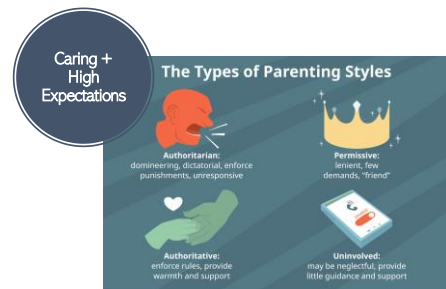 Caring +
High
Expectations
The Types of Parenting Styles
Authoritarian:
domineering, dictatorial, enforce
punishments, unresponsive
Permissive:
lenient, few
demands, "friend"
Authoritative:
enforce rules, provide
warmth and support
Uninvolved:
may be neglectful, provide
little guidance and support